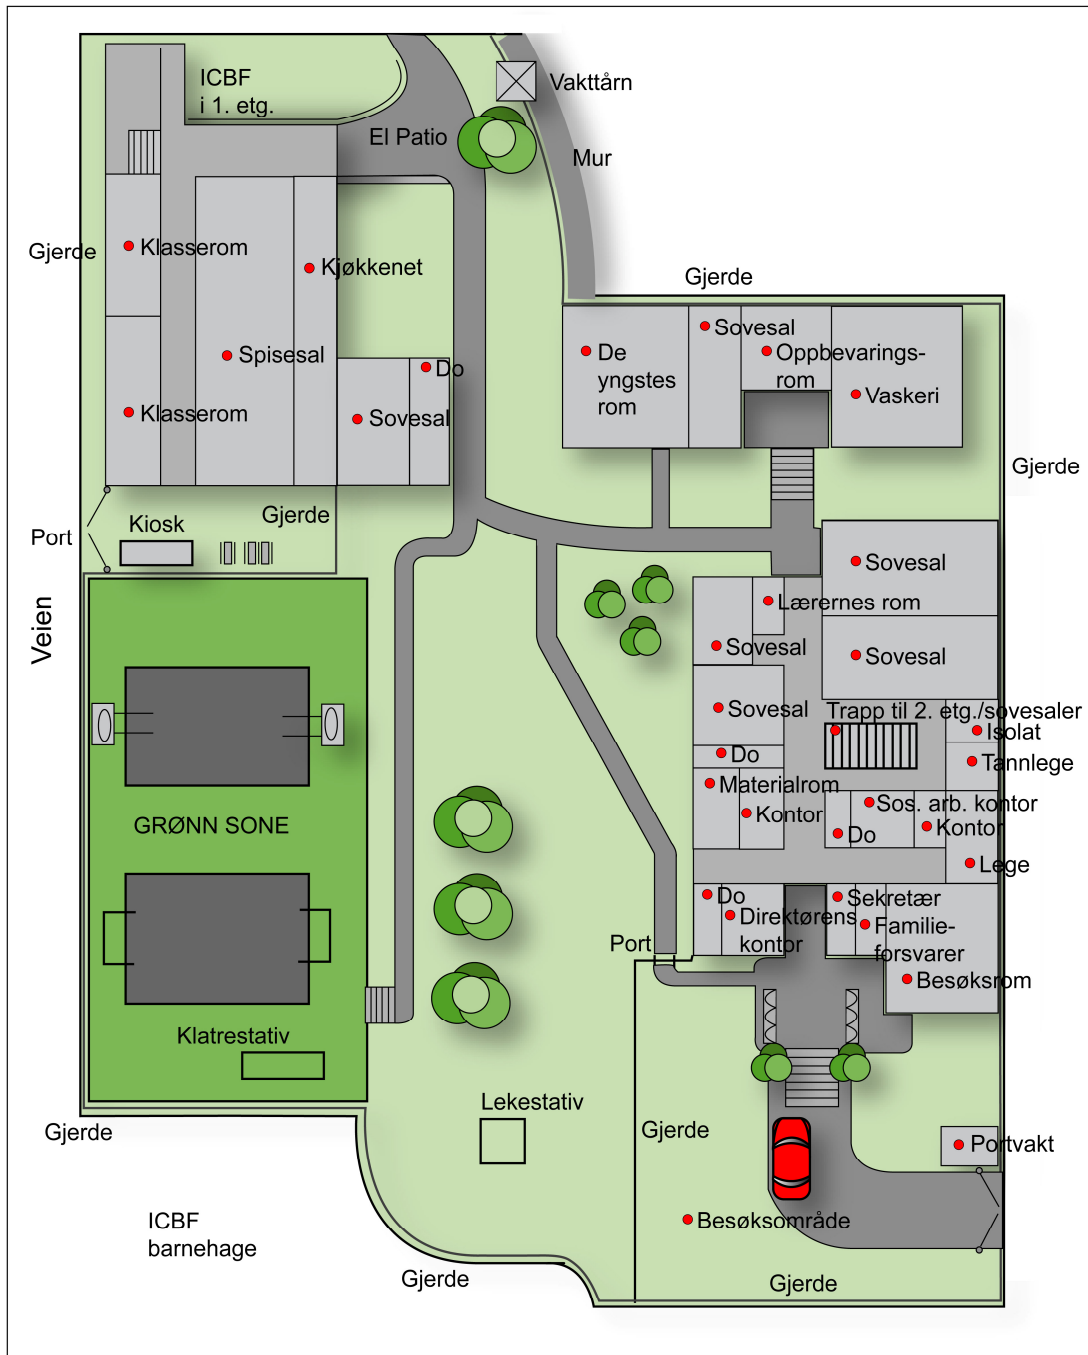 ICBF
i 1. etg.
El Patio
Vakttårn
Mur
Gjerde
Klasserom
Kjøkkenet
Spisesal
Klasserom
Do
Sovesal
Gjerde
Sovesal
De
yngstes
rom
Oppbevarings-
rom
Vaskeri
Gjerde
Port
Kiosk
Gjerde
Veien
Sovesal
Lærernes rom
Sovesal
Sovesal
Sovesal
Trapp til 2. etg./sovesaler
Isolat
Do
Tannlege
Materialrom
Kontor
Sos. arb. kontor
Do
Kontor
Lege
GRØNN SONE
Do
Direktørens
kontor
Sekretær
Familie-
forsvarer
Port
Besøksrom
Klatrestativ
Lekestativ
Gjerde
Gjerde
Portvakt
Besøksområde
ICBF
barnehage
Gjerde
Gjerde